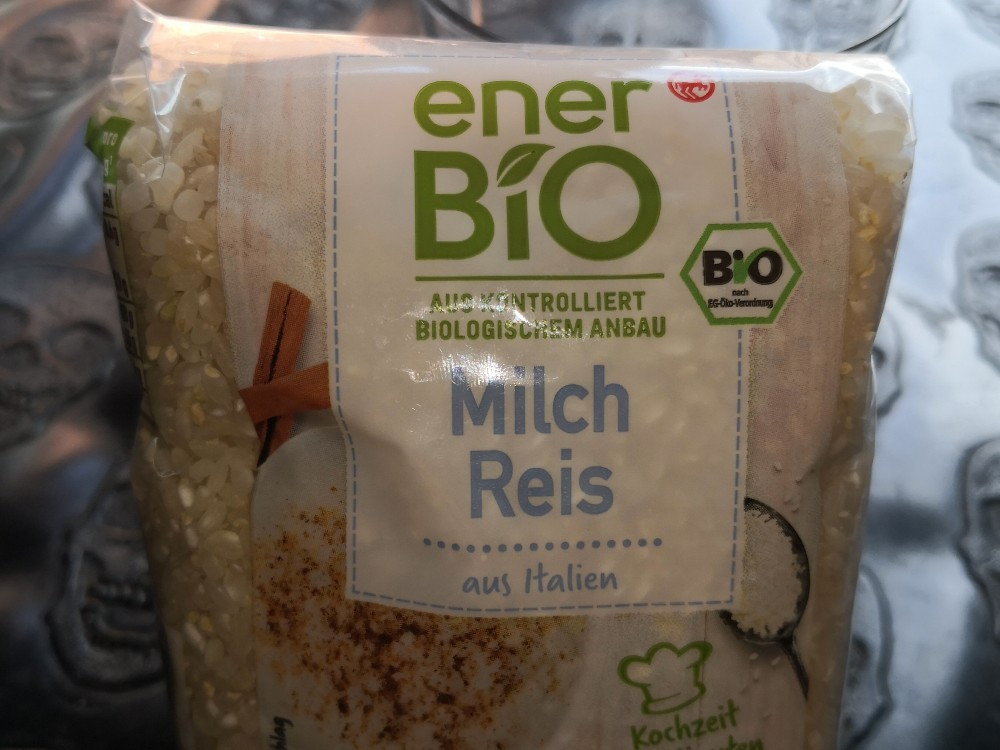 ener
BiO
AUS KONTROLLIERT
BIOLOGISCHEM ANBAU
BiO
nach
EG-Öko-Verordnung
Milch
Reis
aus Italien
Kochzeit